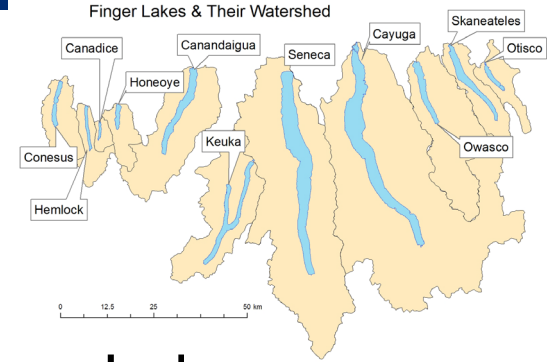 Finger Lakes & Their Watershed
Skaneateles
Cayuga
Otisco
Canandaigua
Canadice
Seneca
Honeoye
Keuka
Owasco
Conesus
Hemlock
0 12.5 25 50 km